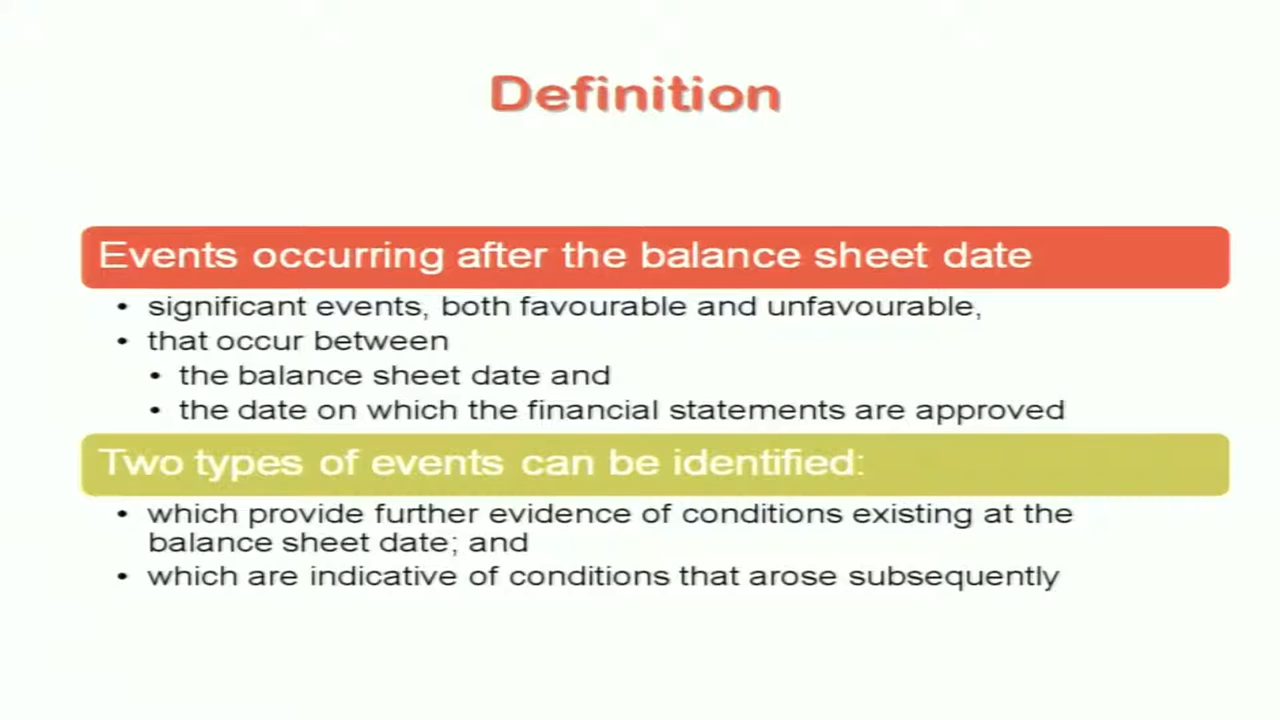 Definition
Events occurring after the balance sheet date
• significant events, both favourable and unfavourable,
• that occur between
• the balance sheet date and
• the date on which the financial statements are approved
Two types of events can be identified:
• which provide further evidence of conditions existing at the
balance sheet date; and
• which are indicative of conditions that arose subsequently